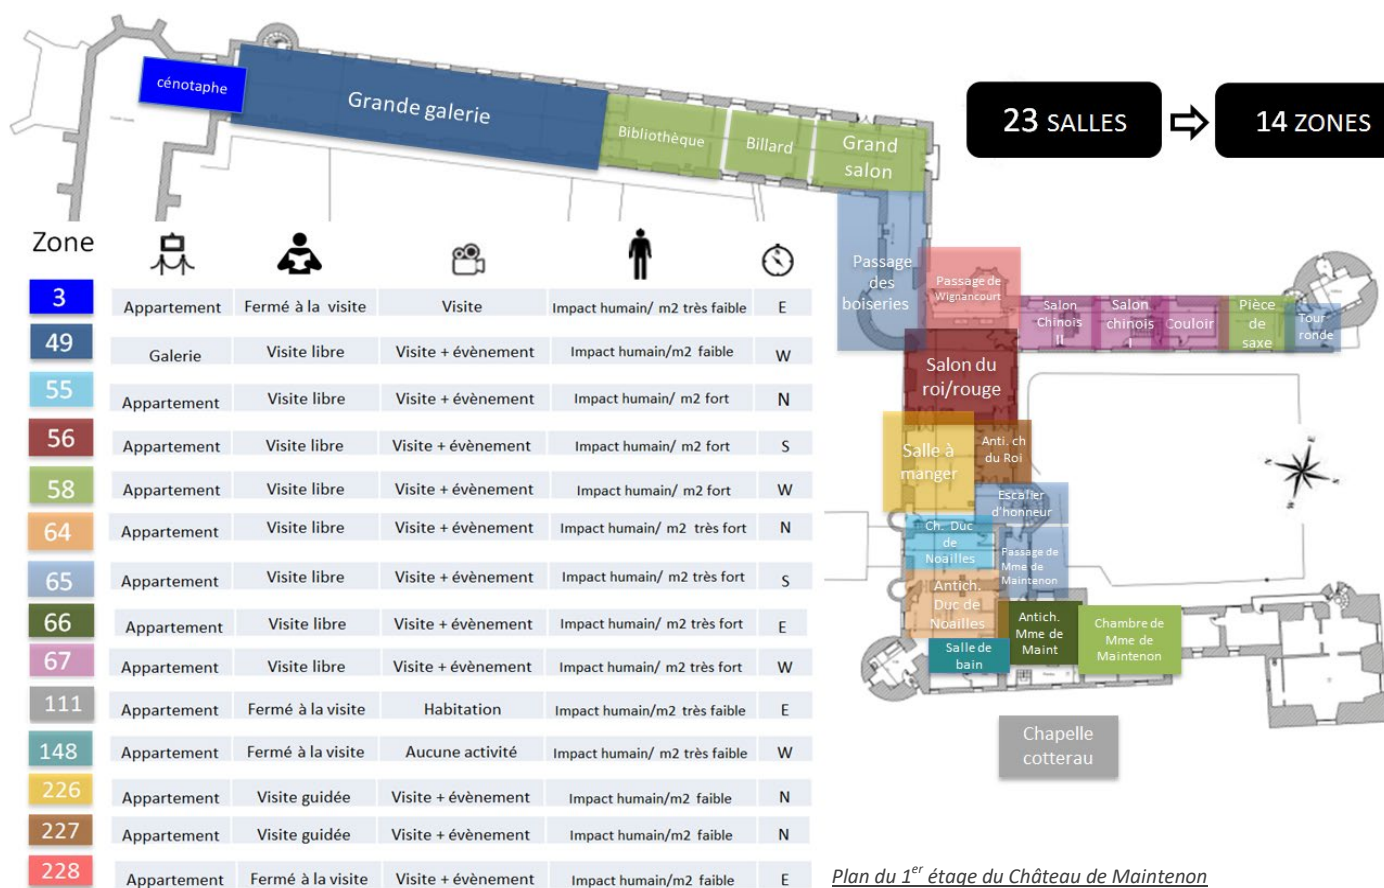 cénotaphe
Grande galerie
Bibliothèque
Billard
Grand
salon
23 SALLES
14 ZONES
Passage
des
boiseries
Passage de
Wignancourt
Salon
Chinois
II
Salon
chinois
I
Couloir
Pièce
de
saxe
Tour
ronde
Salon du
roi/rouge
Salle à
manger
Anti. ch
du Roi
Escalier
d'honneur
Ch. Duc
de
Noailles
Passage de
Mme de
Maintenon
Antich.
Duc de
Noailles
Antich.
Mme de
Maint
Chambre de
Mme de
Maintenon
Salle de
bain
Chapelle
cotterau
Zone
3 Appartement Fermé à la visite Visite Impact humain/ m2 très faible E
49 Galerie Visite libre Visite + évènement Impact humain/m2 faible W
55 Appartement Visite libre Visite + évènement Impact humain/ m2 fort N
56 Appartement Visite libre Visite + évènement Impact humain/ m2 fort S
58 Appartement Visite libre Visite + évènement Impact humain/ m2 fort W
64 Appartement Visite libre Visite + évènement Impact humain/ m2 très fort N
65 Appartement Visite libre Visite + évènement Impact humain/ m2 très fort S
66 Appartement Visite libre Visite + évènement Impact humain/ m2 très fort E
67 Appartement Visite libre Visite + évènement Impact humain/ m2 très fort W
111 Appartement Fermé à la visite Habitation Impact humain/m2 très faible E
148 Appartement Fermé à la visite Aucune activité Impact humain/ m2 très faible W
226 Appartement Visite guidée Visite + évènement Impact humain/m2 faible N
227 Appartement Visite guidée Visite + évènement Impact humain/m2 faible N
228 Appartement Fermé à la visite Visite + évènement Impact humain/m2 faible E
Plan du 1er étage du Château de Maintenon